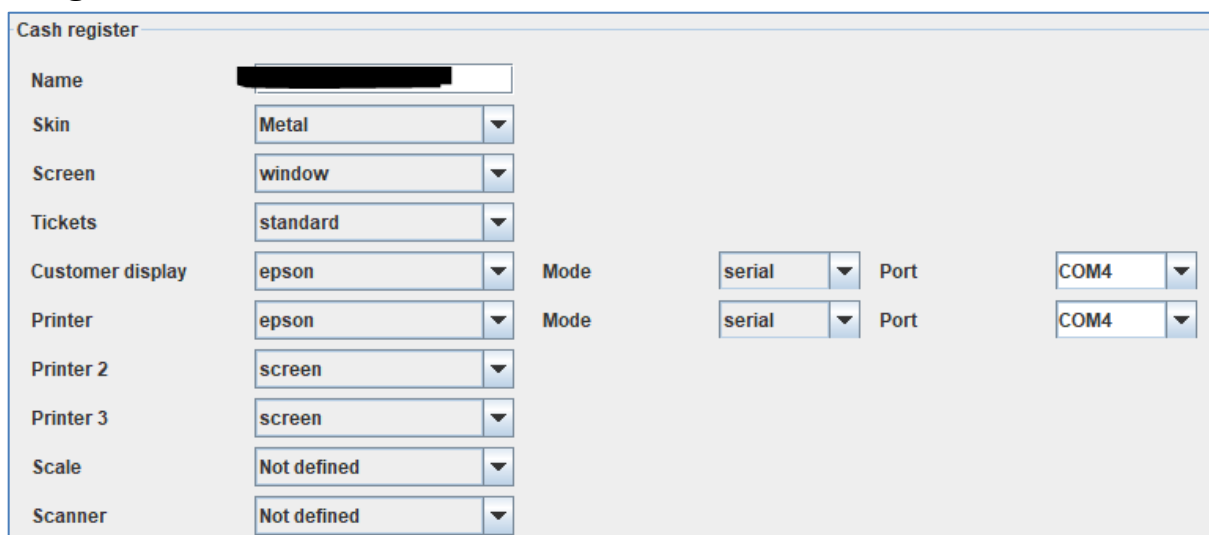 Cash register
Name
Skin Metal
Screen window
Tickets standard
Customer display epson Mode serial Port COM4
Printer epson Mode serial Port COM4
Printer 2 screen
Printer 3 screen
Scale Not defined
Scanner Not defined